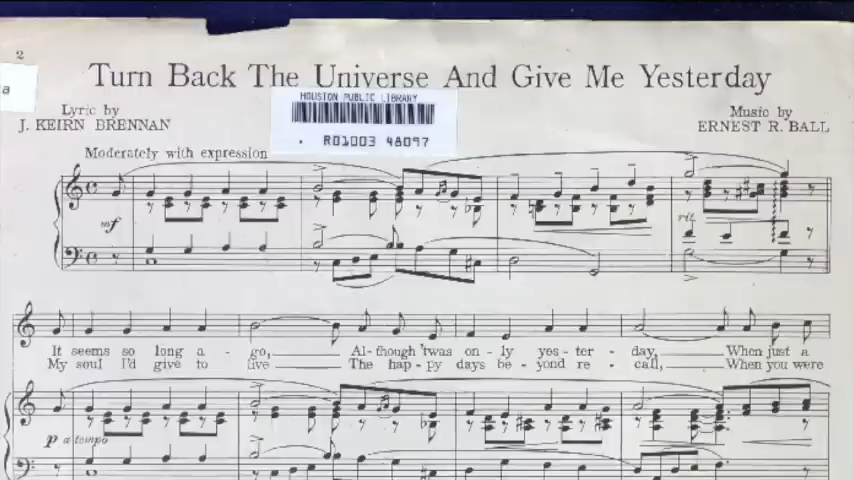 2
Turn Back The Universe And Give Me Yesterday
HOUSTON PUBLIC LIBRARY
R01003 48097
a
Lyric by
J. KEIRN BRENNAN
Music by
ERNEST R. BALL
Moderately with expression
mf
rit.
It seems so long a - go, Al-though 'twas on - ly yes - ter - day, When just a
My soul I'd give to live The hap - py days be - yond re - call, When you were
p a tempo